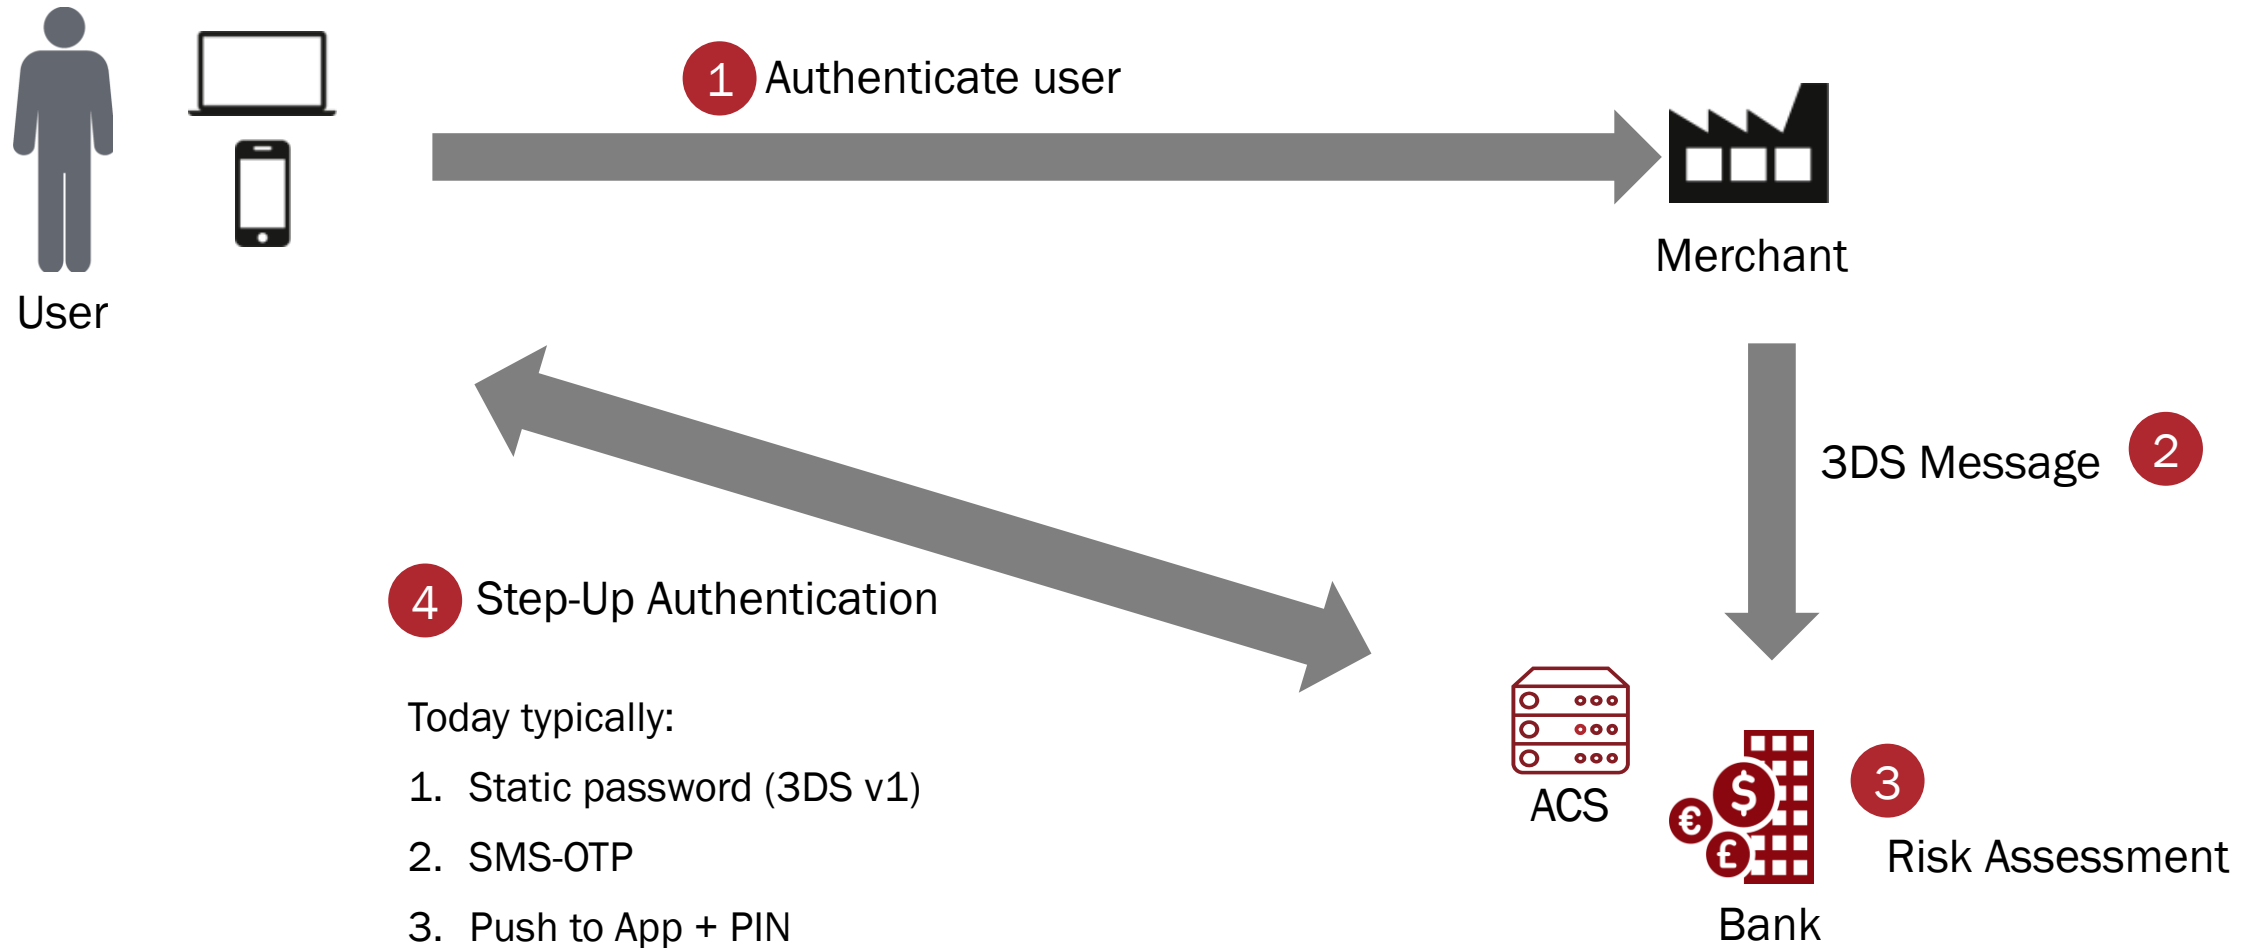 1 Authenticate user
Merchant
User
3DS Message 2
4 Step-Up Authentication
Today typically:
1. Static password (3DS v1)
2. SMS-OTP
3. Push to App + PIN
ACS
$
€
£
3
Risk Assessment
Bank